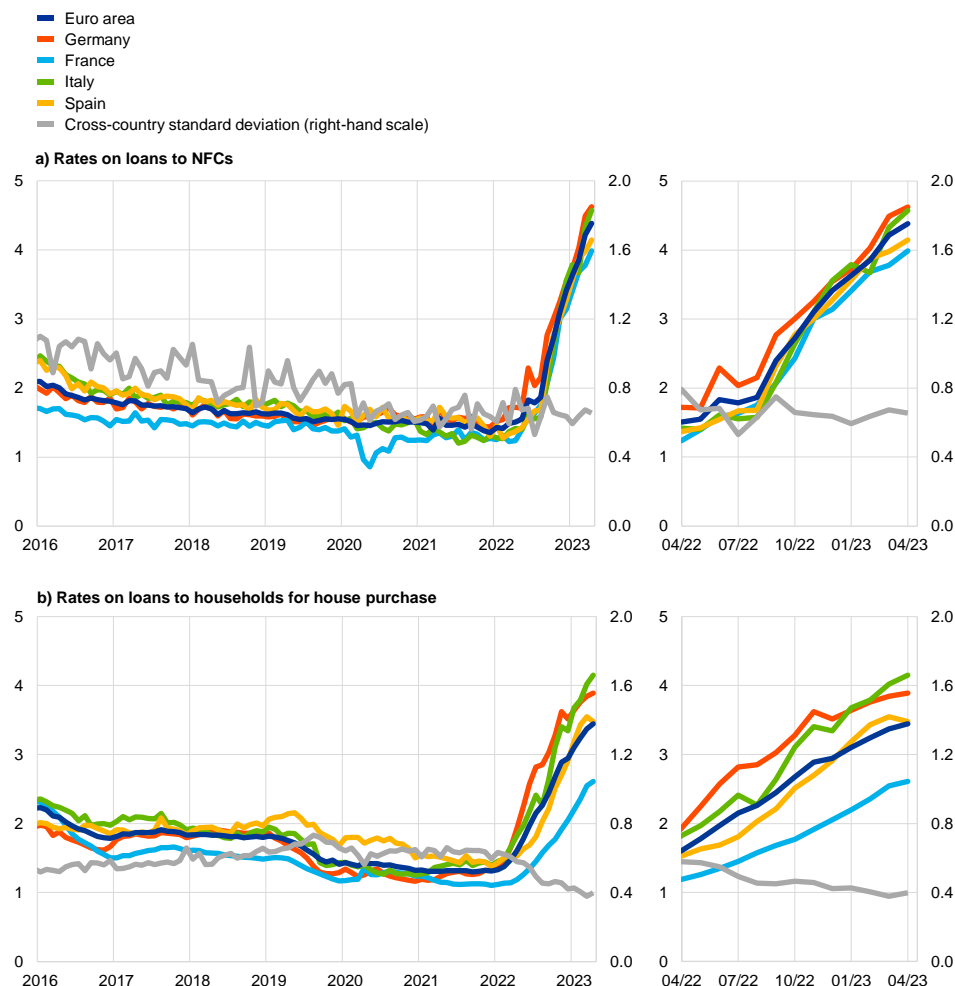 Euro area
Germany
France
Italy
Spain
Cross-country standard deviation (right-hand scale)
a) Rates on loans to NFCs
5 2.0 5 2.0
4 1.6 4 1.6
3 1.2 3 1.2
2 0.8 2 0.8
1 0.4 1 0.4
0 0.0 0 0.0
2016 2017 2018 2019 2020 2021 2022 2023 04/22 07/22 10/22 01/23 04/23
b) Rates on loans to households for house purchase
5 2.0 5 2.0
4 1.6 4 1.6
3 1.2 3 1.2
2 0.8 2 0.8
1 0.4 1 0.4
0 0.0 0 0.0
2016 2017 2018 2019 2020 2021 2022 2023 04/22 07/22 10/22 01/23 04/23